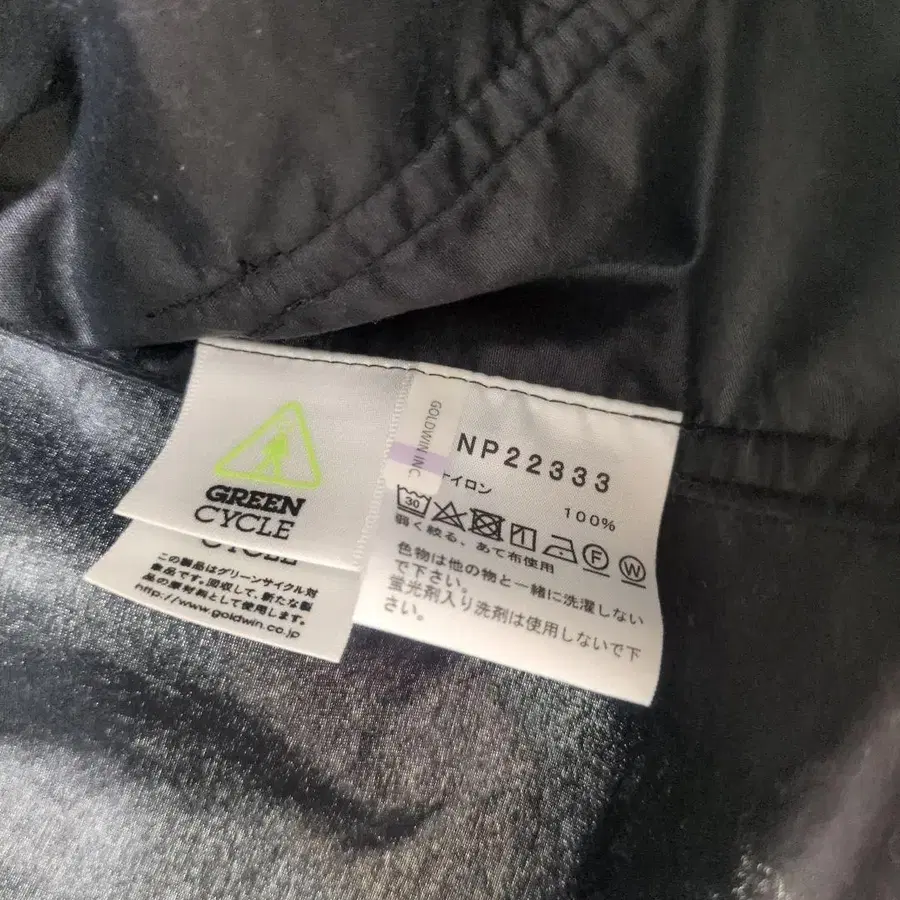 GREEN
CYCLE
CYCLE
この製品はグリーンサイクル対
象品です。回収して、新たな製
品の原材料として使用します。
http://www.goldwin.co.jp
GOLDWIN INC
NP22333
イロン
100%
30
F
W
弱く絞る、あて布使用
色物は他の物と一緒に洗濯しない
で下さい。
蛍光剤入り洗剤は使用しないで下
さい。